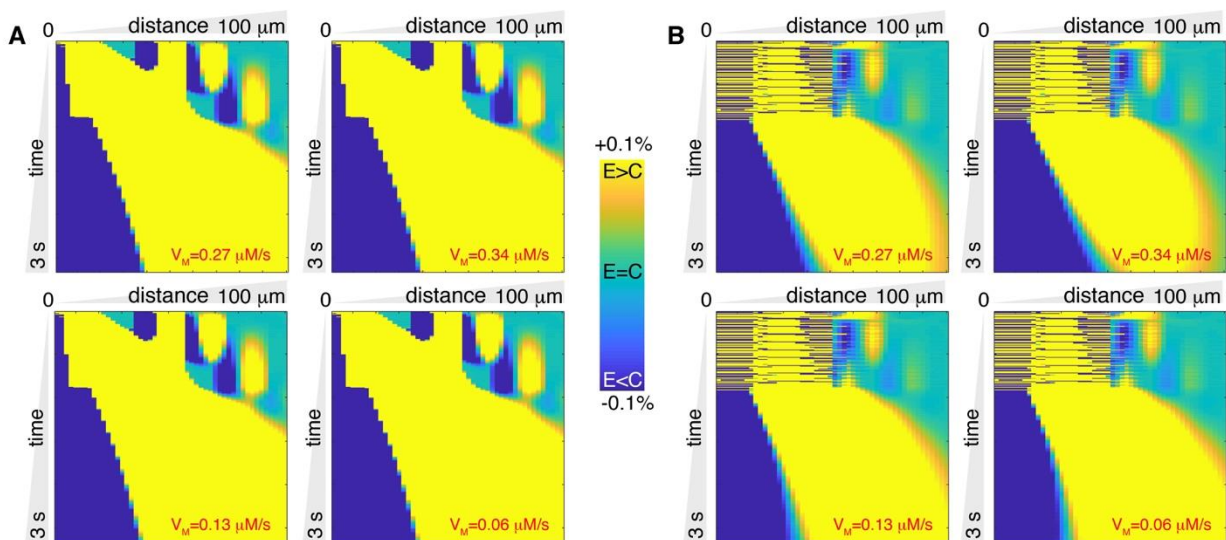 A
0 distance 100 μm
time
3 s
V_M=0.27 μM/s
0 distance 100 μm
time
3 s
V_M=0.34 μM/s
0 distance 100 μm
time
3 s
V_M=0.13 μM/s
0 distance 100 μm
time
3 s
V_M=0.06 μM/s
+0.1%
E>C
E=C
E<C
-0.1%
B
0 distance 100 μm
time
3 s
V_M=0.27 μM/s
0 distance 100 μm
time
3 s
V_M=0.34 μM/s
0 distance 100 μm
time
3 s
V_M=0.13 μM/s
0 distance 100 μm
time
3 s
V_M=0.06 μM/s